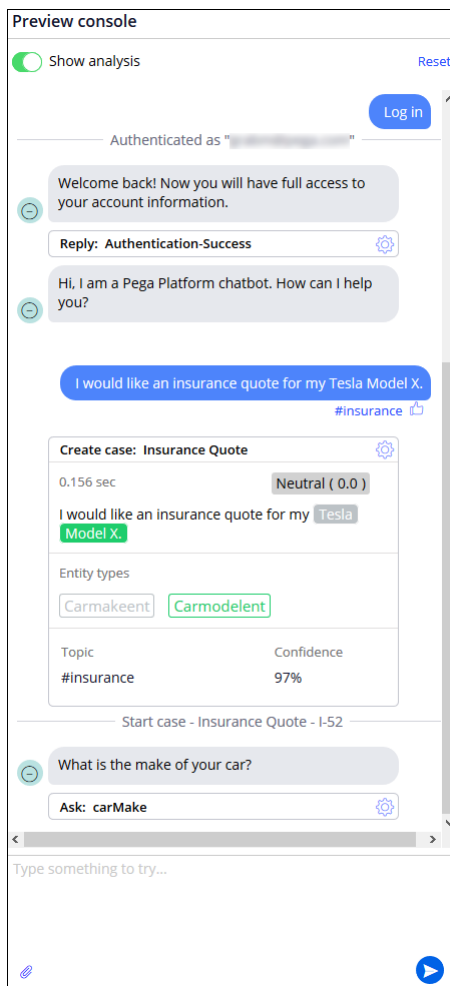 Preview console
Show analysis
Reset
Log in
Authenticated as " "
Welcome back! Now you will have full access to
your account information.
Reply: Authentication-Success
Hi, I am a Pega Platform chatbot. How can I help
you?
I would like an insurance quote for my Tesla Model X.
#insurance
Create case: Insurance Quote
0.156 sec
Neutral ( 0.0 )
I would like an insurance quote for my Tesla
Model X.
Entity types
Carmakeent Carmodelent
Topic Confidence
#insurance 97%
Start case - Insurance Quote - I-52
What is the make of your car?
Ask: carMake
Type something to try...